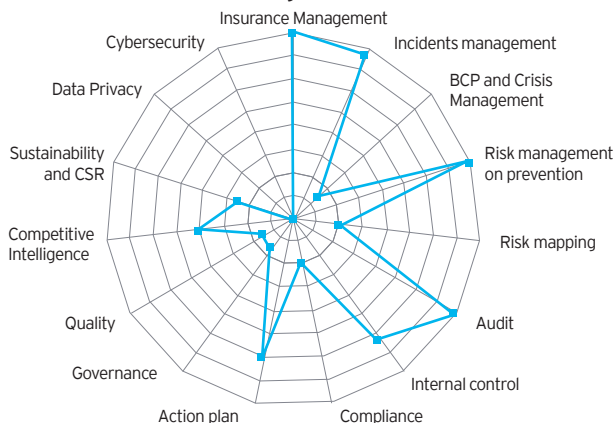 Insurance Management
Incidents management
BCP and Crisis
Management
Risk management
on prevention
Risk mapping
Audit
Internal control
Compliance
Action plan
Governance
Quality
Competitive
Intelligence
Sustainability
and CSR
Data Privacy
Cybersecurity